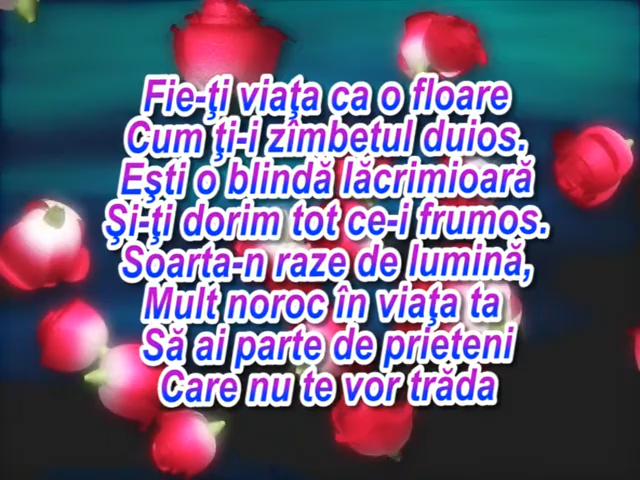 Fie-ţi viaţa ca o floare
Cum ţi-i zîmbetul duios.
Eşti o blindă lăcrimioară
Şi-ţi dorim tot ce-i frumos.
Soarta-n raze de lumină,
Mult noroc în viaţa ta
Să ai parte de prieteni
Care nu te vor trăda